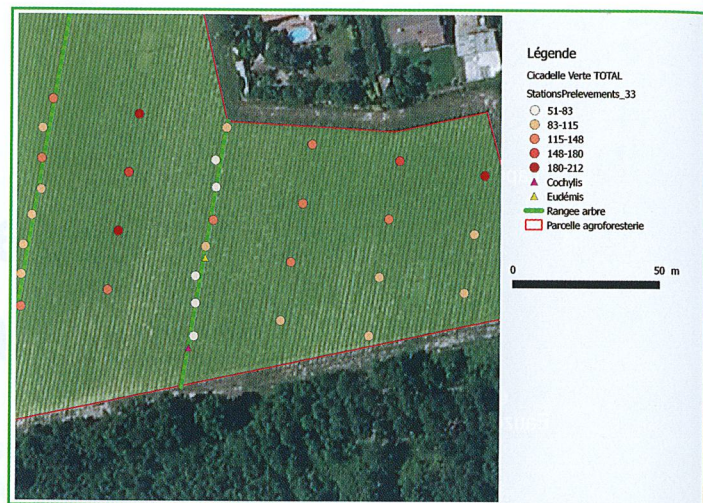 Légende
Cicadelle Verte TOTAL
StationsPrelevements_33
51-83
83-115
115-148
148-180
180-212
Cochylis
Eudémis
Rangee arbre
Parcelle agroforesterie
0 50 m